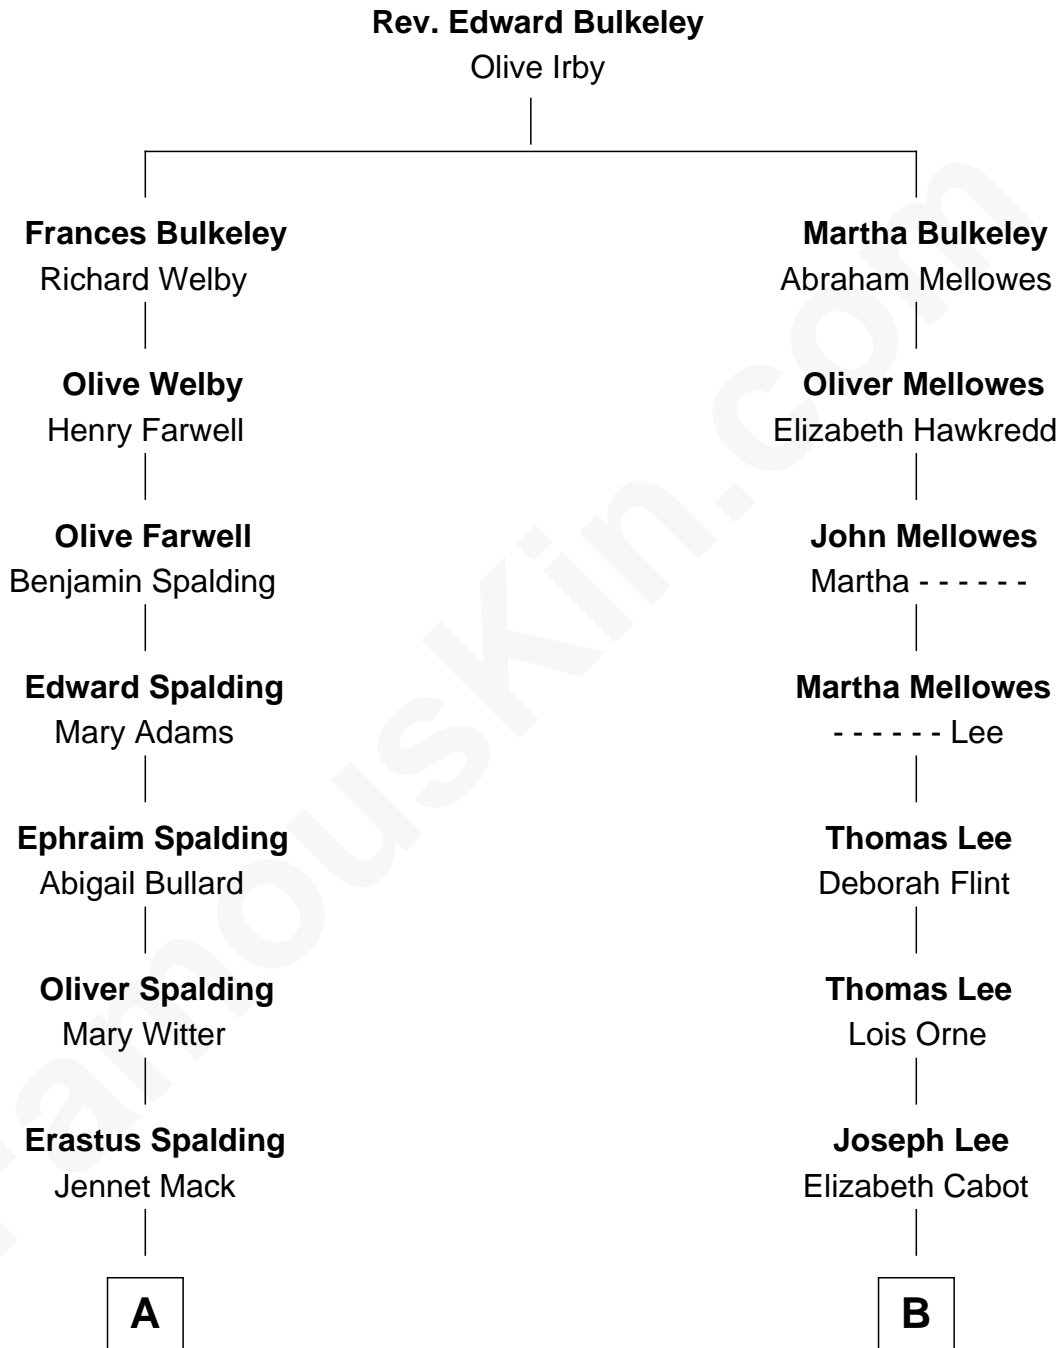 Rev. Edward Bulkeley
Olive Irby
Frances Bulkeley
Richard Welby
Olive Welby
Henry Farwell
Olive Farwell
Benjamin Spalding
Edward Spalding
Mary Adams
Ephraim Spalding
Abigail Bullard
Oliver Spalding
Mary Witter
Erastus Spalding
Jennet Mack
A
Martha Bulkeley
Abraham Mellowes
Oliver Mellowes
Elizabeth Hawkredd
John Mellowes
Martha - - - - - -
Martha Mellowes
- - - - - - Lee
Thomas Lee
Deborah Flint
Thomas Lee
Lois Orne
Joseph Lee
Elizabeth Cabot
B
FamousKin.com